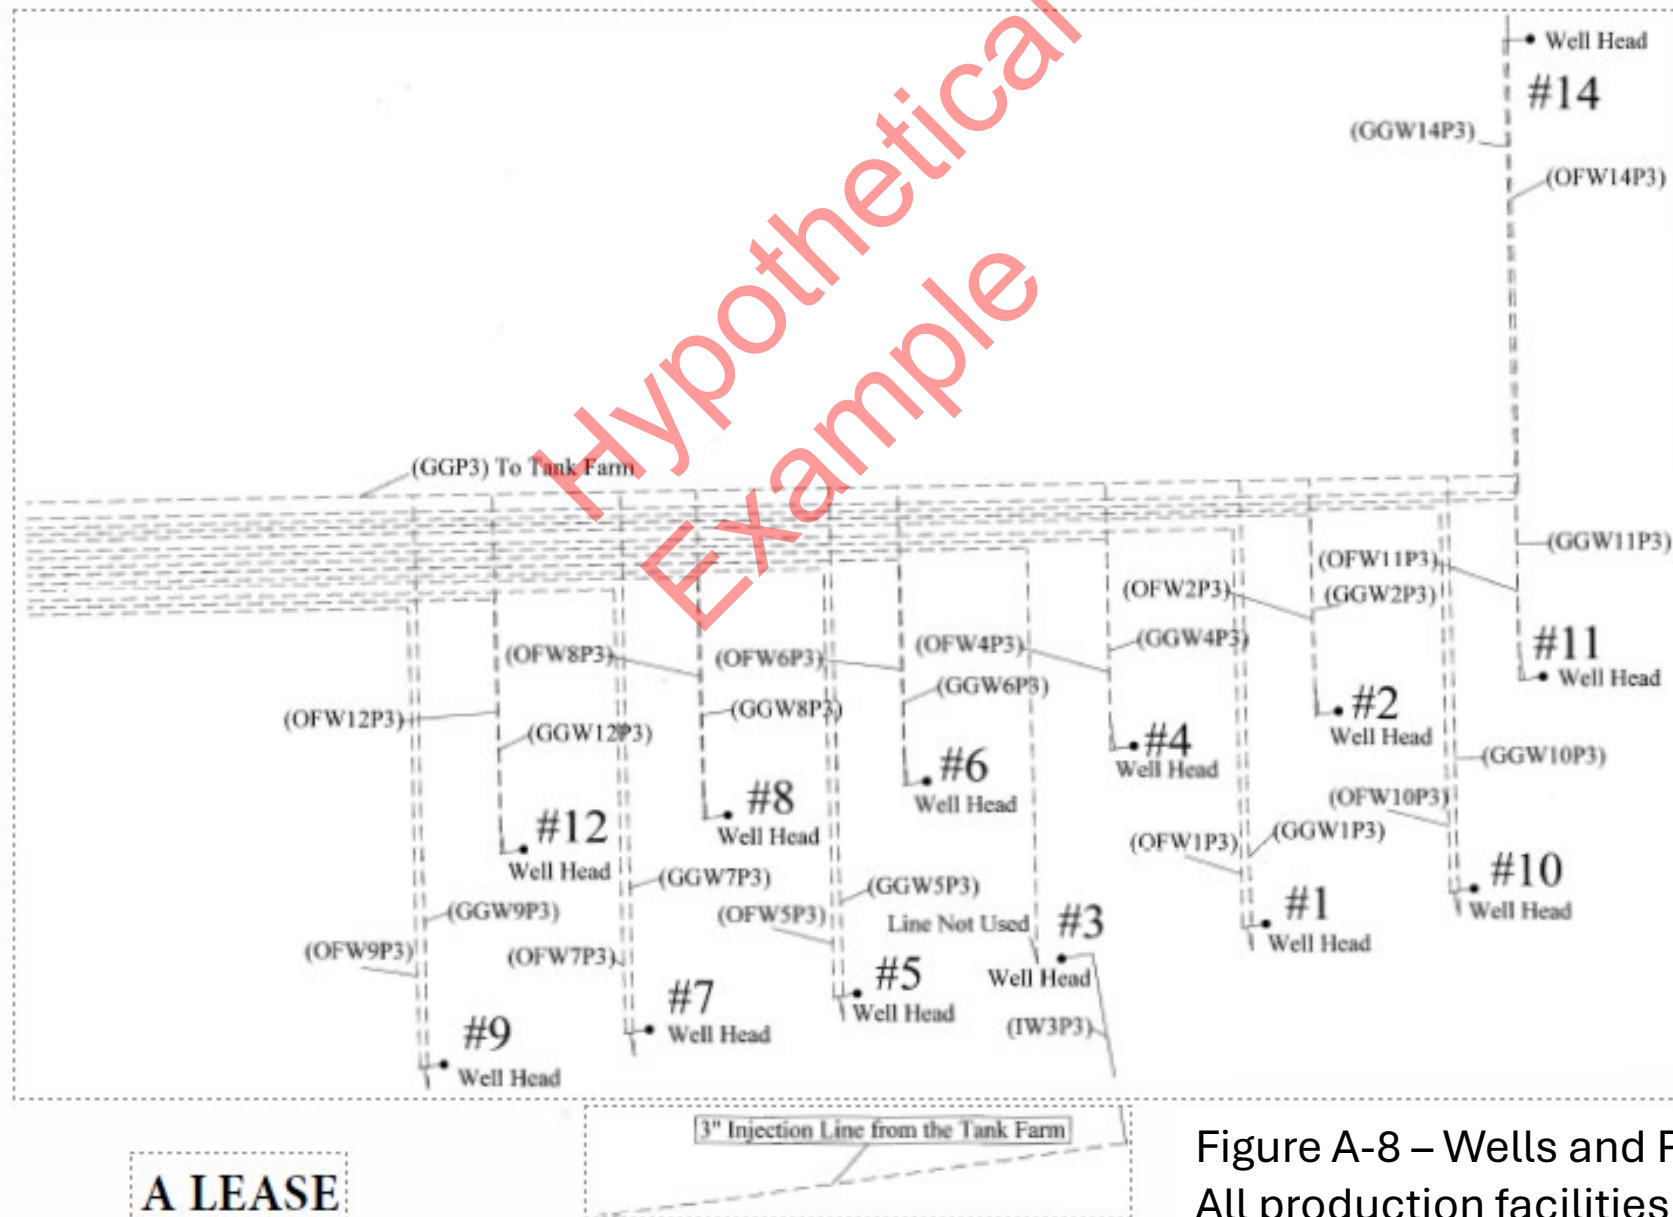 Well Head
#14
(GGW14P3)
(OFW14P3)
Hypothetical
Example
(GGP3) To Tank Farm
(GGW11P3)
(OFW11P3)
(OFW2P3)
(GGW2P3)
(OFW8P3)
(OFW6P3)
(OFW4P3)
(GGW4P3)
#11
Well Head
(GGW6P3)
(OFW12P3)
(GGW8P3)
(GGW12P3)
#2
Well Head
#4
Well Head
(GGW10P3)
#6
Well Head
(OFW10P3)
#8
Well Head
#12
Well Head
(OFW1P3)
(GGW1P3)
(GGW7P3)
(GGW5P3)
#10
Well Head
(GGW9P3)
(OFW5P3)
Line Not Used
#3
Well Head
#1
Well Head
(OFW9P3)
(OFW7P3)
#5
Well Head
#7
Well Head
(IW3P3)
#9
Well Head
3" Injection Line from the Tank Farm
A LEASE
Figure A-8 – Wells and
All production facilities